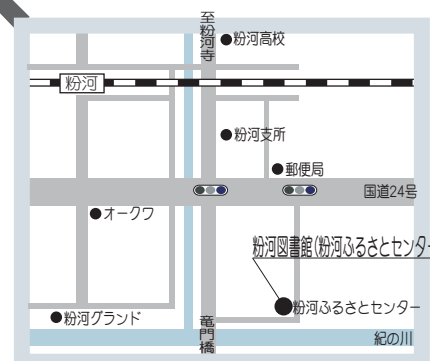 至粉河寺
●粉河高校
粉河
●粉河支所
●郵便局
国道24号
●オークワ
粉河図書館(粉河ふるさとセンター
●粉河ふるさとセンター
●粉河グランド
竜門橋
紀の川